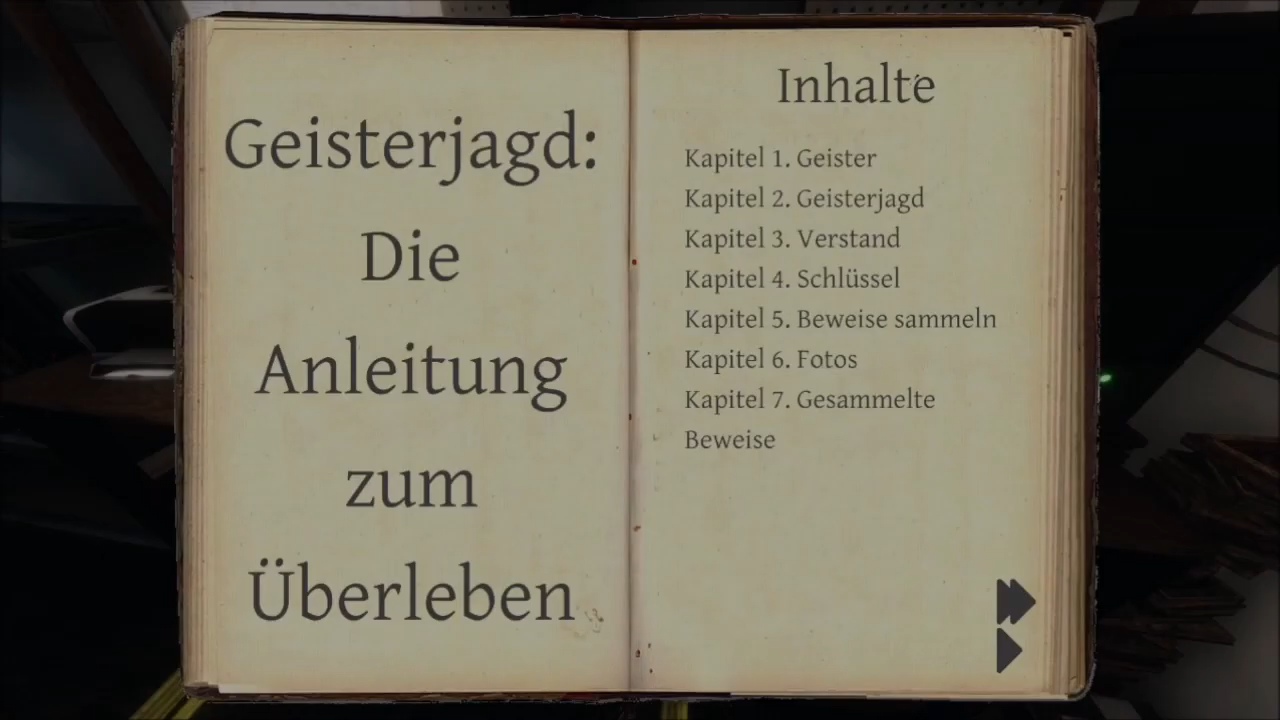 Geisterjagd:
Die
Anleitung
zum
Überleben
Inhalte
Kapitel 1. Geister
Kapitel 2. Geisterjagd
Kapitel 3. Verstand
Kapitel 4. Schlüssel
Kapitel 5. Beweise sammeln
Kapitel 6. Fotos
Kapitel 7. Gesammelte
Beweise